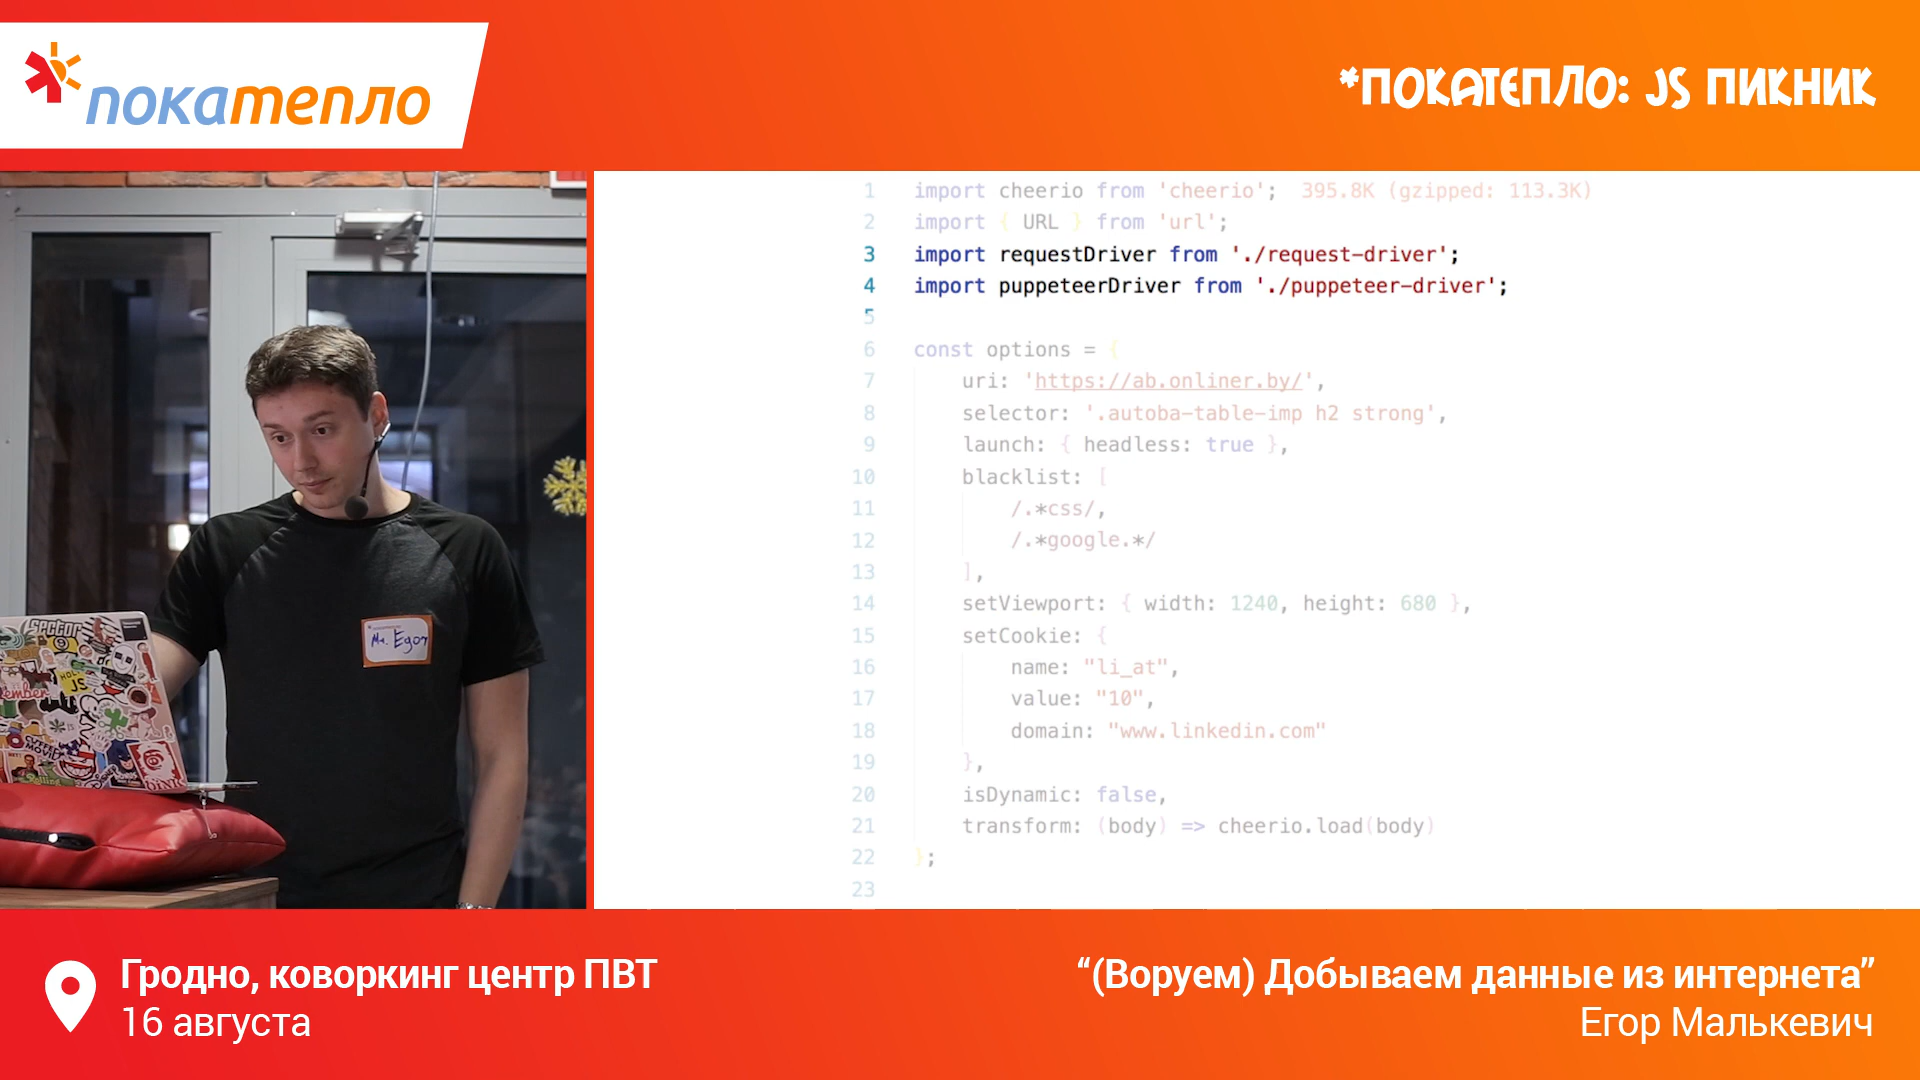 покатепло
*ПОКАТЕПЛО: JS ПИКНИК
1 import cheerio from 'cheerio'; 395.8K (gzipped: 113.3K)
2 import { URL } from 'url';
3 import requestDriver from './request-driver';
4 import puppeteerDriver from './puppeteer-driver';
5
6 const options = {
7 uri: 'https://ab.onliner.by/',
8 selector: '.autoba-table-imp h2 strong',
9 launch: { headless: true },
10 blacklist: [
11 /.*css/,
12 /.*google.*/
13 ],
14 setViewport: { width: 1240, height: 680 },
15 setCookie: {
16 name: "li_at",
17 value: "10",
18 domain: "www.linkedin.com"
19 },
20 isDynamic: false,
21 transform: (body) => cheerio.load(body)
22 };
23
Mr. Egor
sector
JS
Гродно, коворкинг центр ПВТ
16 августа
“(Воруем) Добываем данные из интернета”
Егор Малькевич